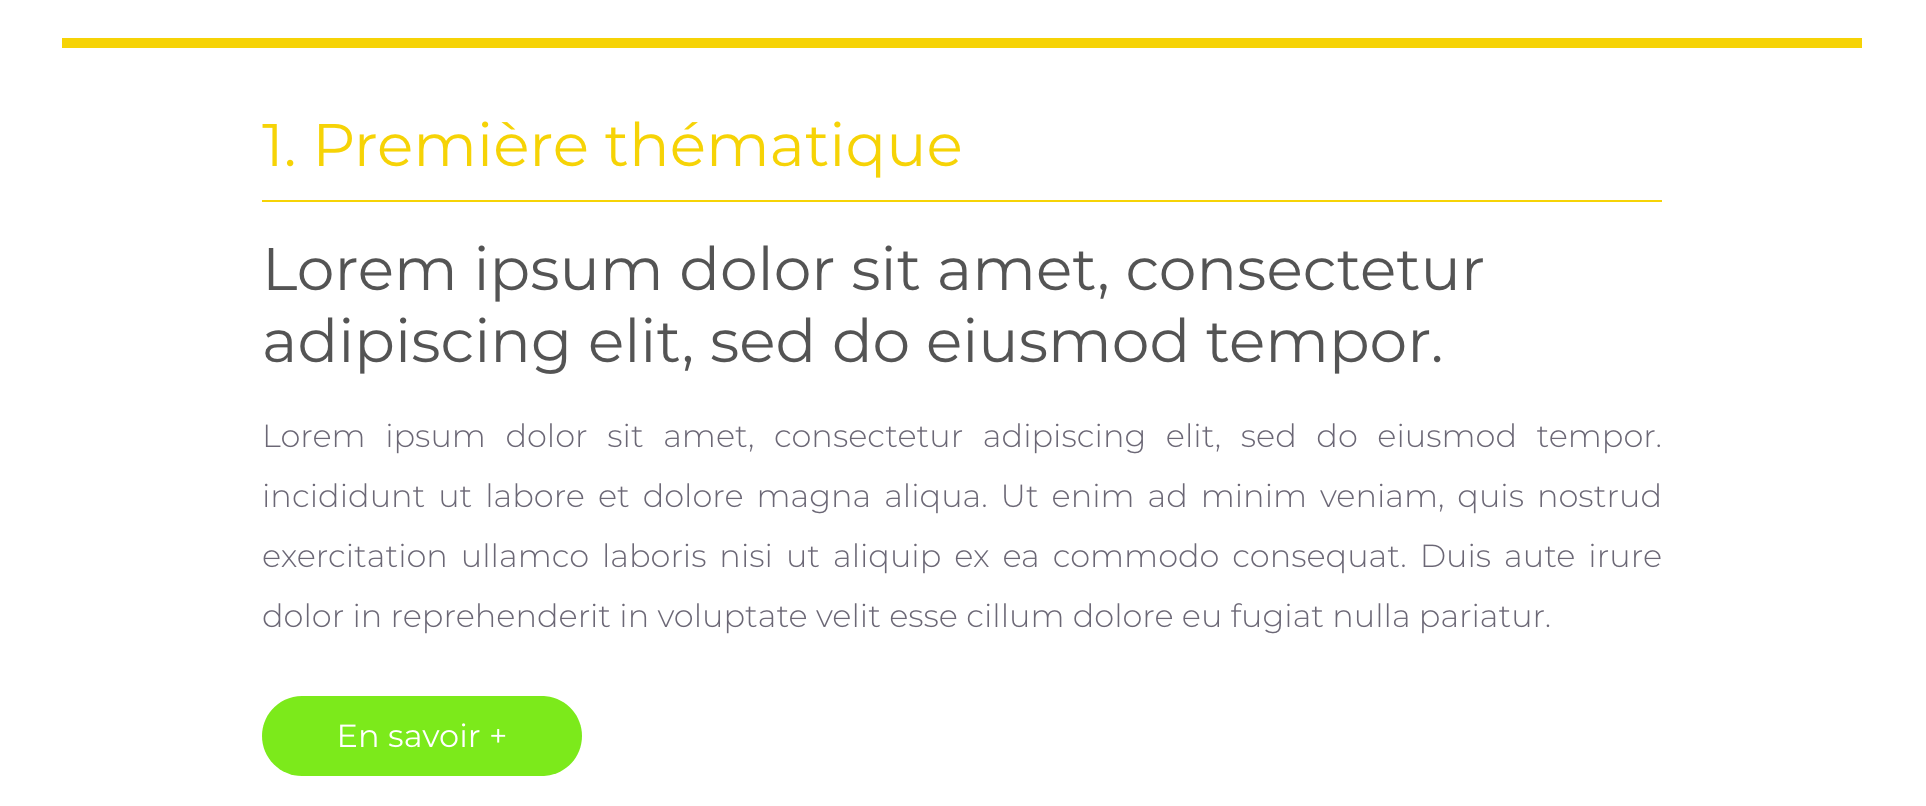 1. Première thématique
Lorem ipsum dolor sit amet, consectetur
adipiscing elit, sed do eiusmod tempor.
Lorem ipsum dolor sit amet, consectetur adipiscing elit, sed do eiusmod tempor.
incididunt ut labore et dolore magna aliqua. Ut enim ad minim veniam, quis nostrud
exercitation ullamco laboris nisi ut aliquip ex ea commodo consequat. Duis aute irure
dolor in reprehenderit in voluptate velit esse cillum dolore eu fugiat nulla pariatur.
En savoir +